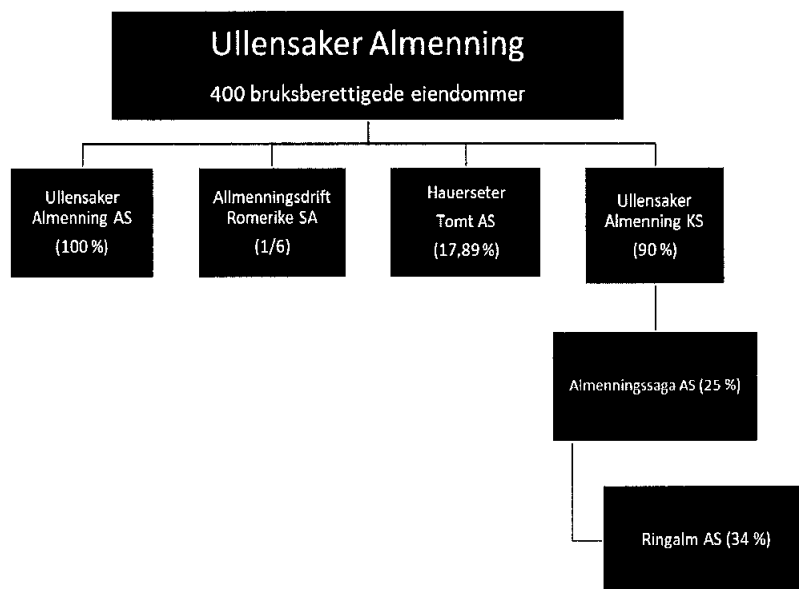 Ullensaker Almenning
400 bruksberettigede eiendommer
Ullensaker
Almenning AS
(100 %)
Allmenningsdrift
Romerike SA
(1/6)
Hauerseter
Tomt AS
(17,89 %)
Ullensaker
Almenning KS
(90 %)
Almenningssaga AS (25 %)
Ringalm AS (34 %)